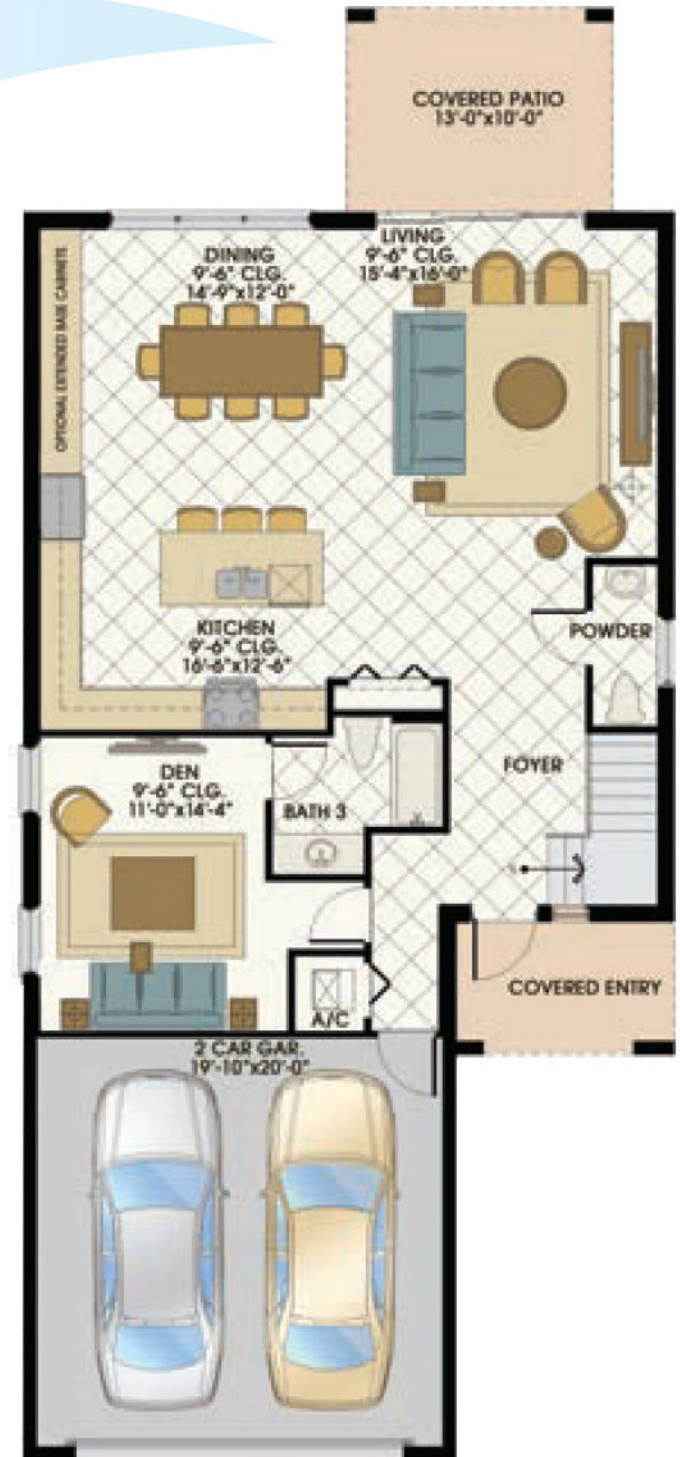 COVERED PATIO
13'-0"x10'-0"
DINING
9'-6" CLG.
14'-9"x12'-0"
LIVING
9'-6" CLG.
15'-4"x16'-0"
OPTIONAL EXTENDED BASE CABINETS
KITCHEN
9'-6" CLG.
16'-6"x12'-6"
POWDER
FOYER
DEN
9'-6" CLG.
11'-0"x14'-4"
BATH 3
A/C
COVERED ENTRY
2 CAR GAR.
19'-10"x20'-0"